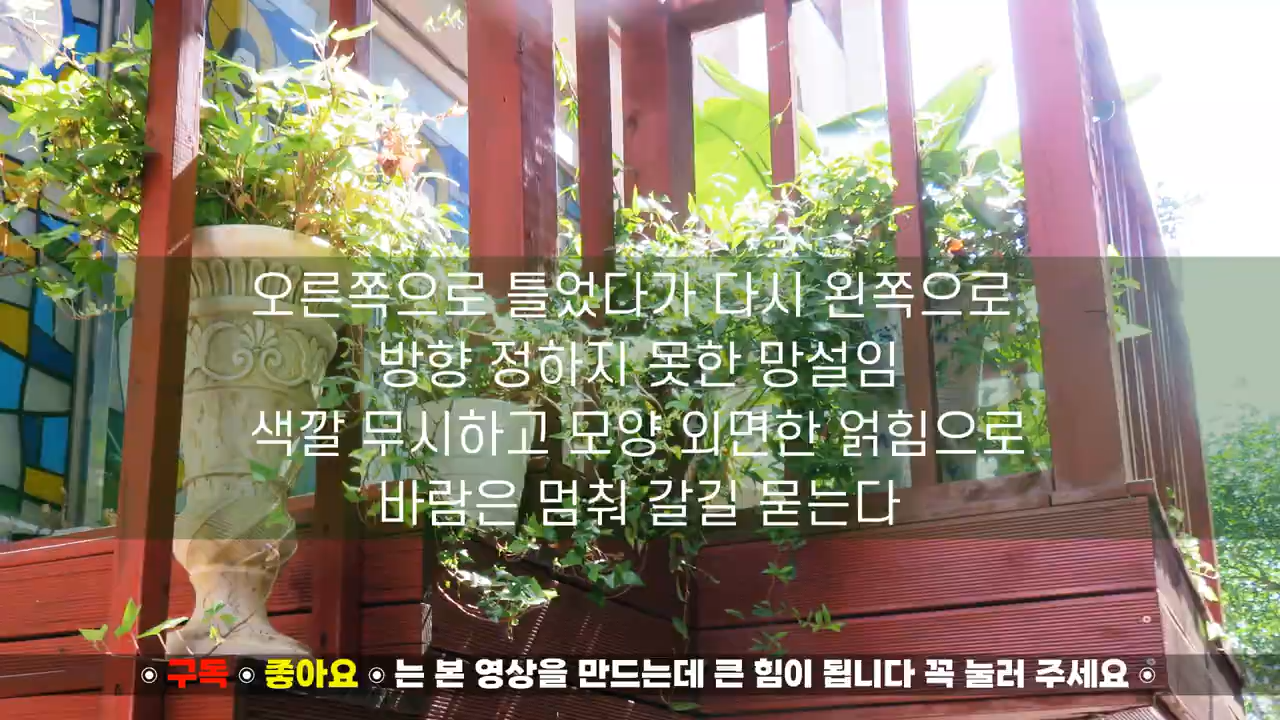 오른쪽으로 틀었다가 다시 왼쪽으로
방향 정하지 못한 망설임
색깔 무시하고 모양 외면한 얽힘으로
바람은 멈춰 갈길 묻는다
◉ 구독 ◉ 좋아요 ◉ 는 본 영상을 만드는데 큰 힘이 됩니다 꼭 눌러 주세요 ◉